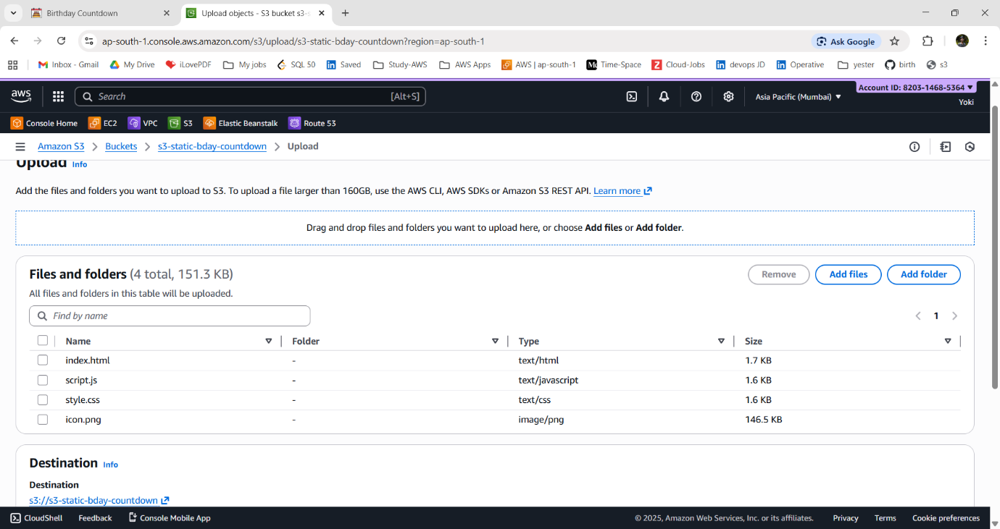 Birthday Countdown
Upload objects - S3 bucket s3-s
ap-south-1.console.aws.amazon.com/s3/upload/s3-static-bday-countdown?region=ap-south-1
Ask Google
Inbox - Gmail
My Drive
iLovePDF
My jobs
SQL 50
Saved
Study-AWS
AWS Apps
AWS | ap-south-1
Time-Space
Cloud-Jobs
devops JD
Operative
yester
birth
s3
aws
Search
[Alt+S]
Asia Pacific (Mumbai)
Account ID: 8203-1468-5364
Yoki
Console Home
EC2
VPC
S3
Elastic Beanstalk
Route 53
Amazon S3
Buckets
s3-static-bday-countdown
Upload
Upload Info
Add the files and folders you want to upload to S3. To upload a file larger than 160GB, use the AWS CLI, AWS SDKs or Amazon S3 REST API. Learn more
Drag and drop files and folders you want to upload here, or choose Add files or Add folder.
Files and folders (4 total, 151.3 KB)
Remove
Add files
Add folder
All files and folders in this table will be uploaded.
Find by name
1
Name Folder Type Size
index.html - text/html 1.7 KB
script.js - text/javascript 1.6 KB
style.css - text/css 1.6 KB
icon.png - image/png 146.5 KB
Destination Info
Destination
s3://s3-static-bday-countdown
CloudShell
Feedback
Console Mobile App
© 2025, Amazon Web Services, Inc. or its affiliates.
Privacy
Terms
Cookie preferences